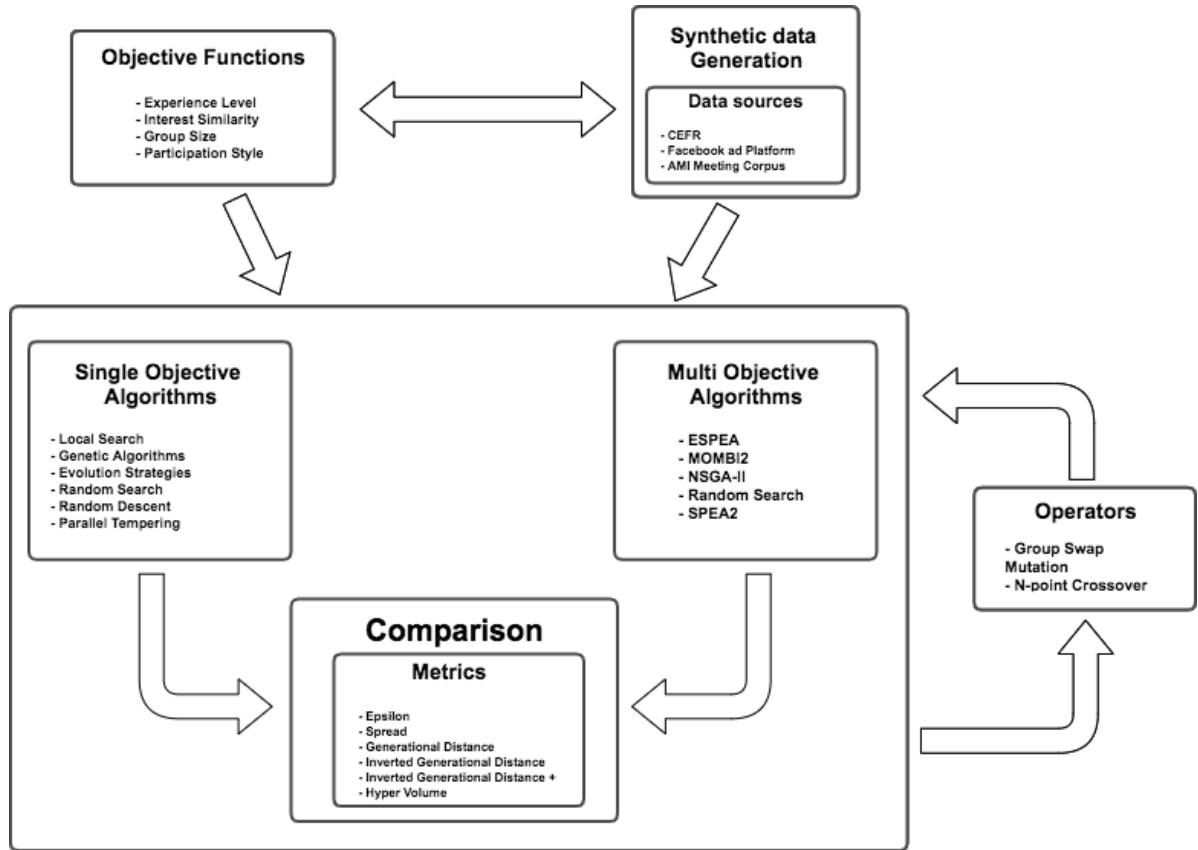 Objective Functions
- Experience Level
- Interest Similarity
- Group Size
- Participation Style
Synthetic data
Generation
Data sources
- CEFR
- Facebook ad Platform
- AMI Meeting Corpus
Single Objective
Algorithms
- Local Search
- Genetic Algorithms
- Evolution Strategies
- Random Search
- Random Descent
- Parallel Tempering
Multi Objective
Algorithms
- ESPEA
- MOMBI2
- NSGA-II
- Random Search
- SPEA2
Operators
- Group Swap
Mutation
- N-point Crossover
Comparison
Metrics
- Epsilon
- Spread
- Generational Distance
- Inverted Generational Distance
- Inverted Generational Distance +
- Hyper Volume